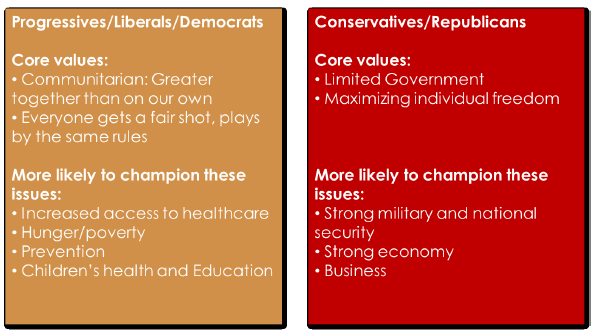 Progressives/Liberals/Democrats
Core values:
• Communitarian: Greater
together than on our own
• Everyone gets a fair shot, plays
by the same rules
More likely to champion these
issues:
• Increased access to healthcare
• Hunger/poverty
• Prevention
• Children's health and Education
Conservatives/Republicans
Core values:
• Limited Government
• Maximizing individual freedom
More likely to champion these
issues:
• Strong military and national
security
• Strong economy
• Business